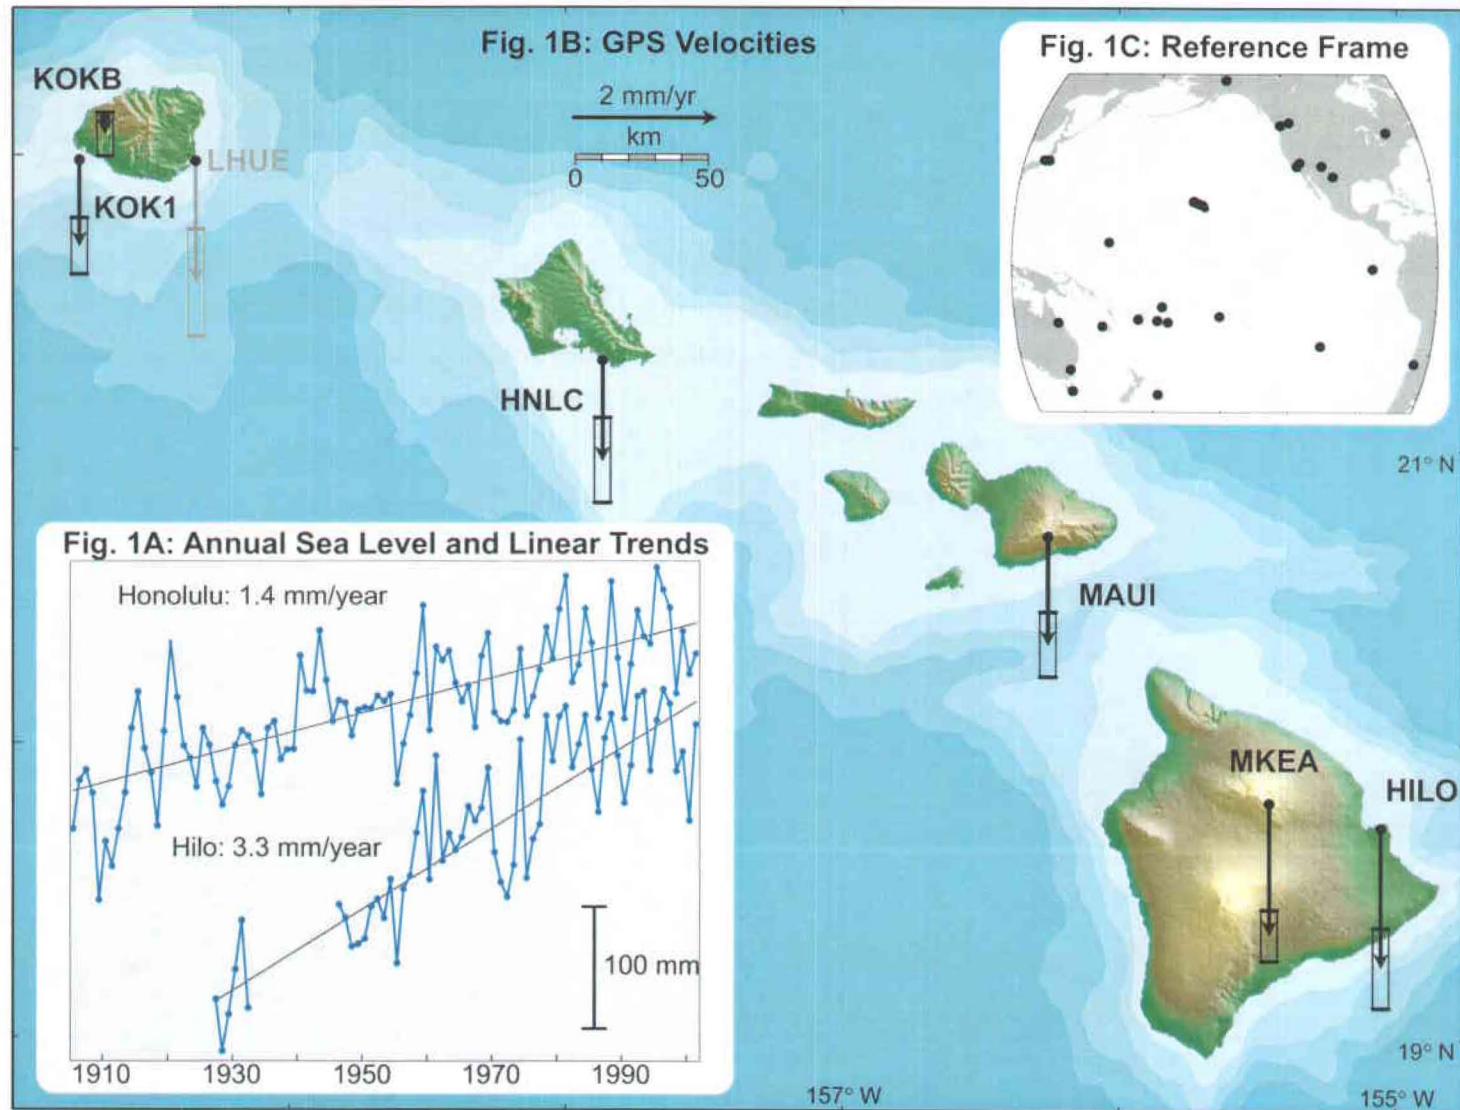 Fig. 1B: GPS Velocities
Fig. 1C: Reference Frame
KOKB
2 mm/yr
km
0 50
LHUE
KOK1
HNLC
21° N
Fig. 1A: Annual Sea Level and Linear Trends
Honolulu: 1.4 mm/year
MAUI
MKEA
HILO
Hilo: 3.3 mm/year
100 mm
19° N
1910 1930 1950 1970 1990
157° W
155° W